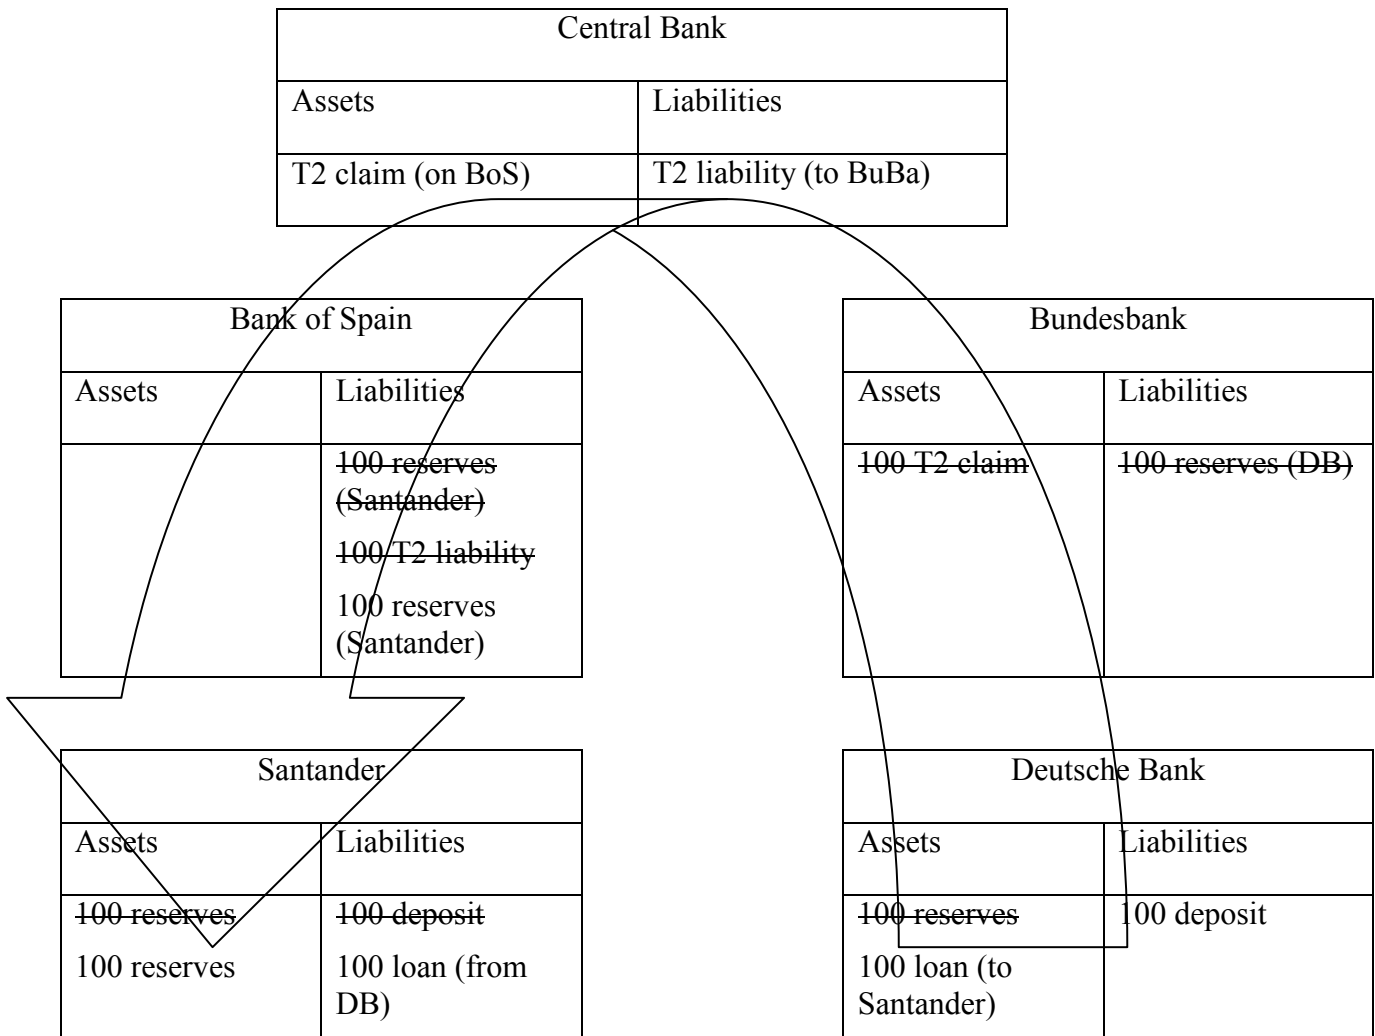 Central Bank
Assets
Liabilities
T2 claim (on BoS)
T2 liability (to BuBa)
Bank of Spain
Assets
Liabilities
100 reserves
(Santander)
100 T2 liability
100 reserves
(Santander)
Bundesbank
Assets
Liabilities
100 T2 claim
100 reserves (DB)
Santander
Assets
Liabilities
100 reserves
100 deposit
100 reserves
100 loan (from
DB)
Deutsche Bank
Assets
Liabilities
100 reserves
100 deposit
100 loan (to
Santander)